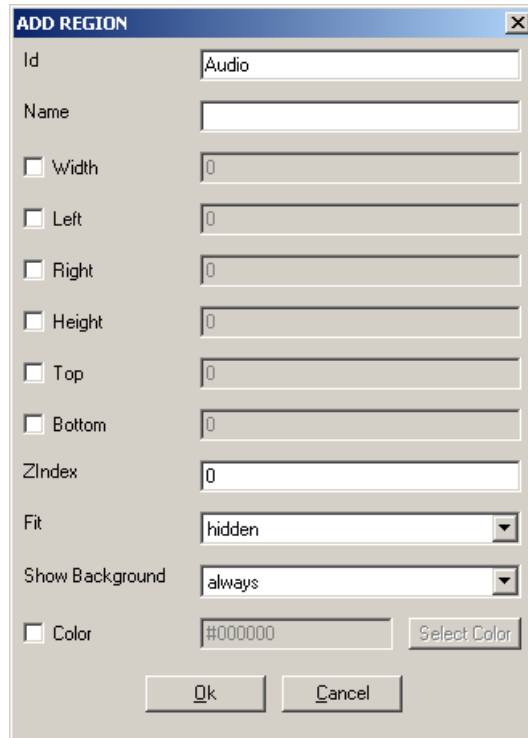 ADD REGION
Id Audio
Name
Width 0
Left 0
Right 0
Height 0
Top 0
Bottom 0
ZIndex 0
Fit hidden
Show Background always
Color #000000 Select Color
Ok Cancel